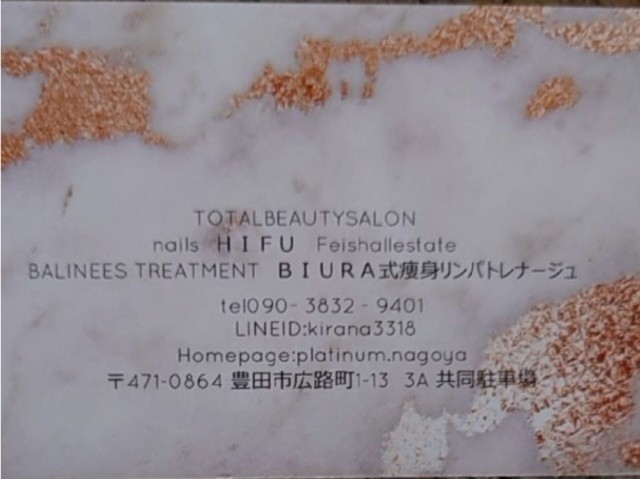 TOTALBEAUTYSALON
nails HIFU Feishallestate
BALINEES TREATMENT BIURA式痩身リンパトレナージュ
tel090-3832-9401
LINEID:kirana3318
Homepage:platinum.nagoya
〒471-0864 豊田市広路町1-13 3A 共同駐車場